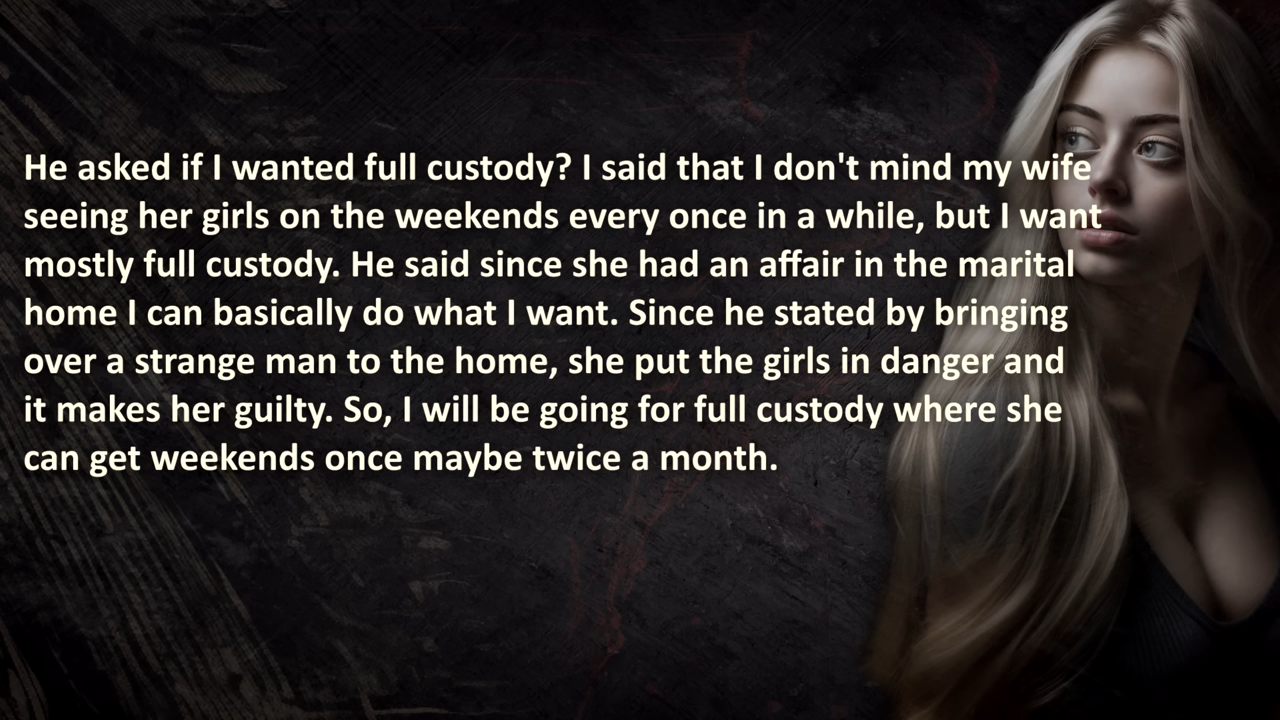 He asked if I wanted full custody? I said that I don't mind my wife
seeing her girls on the weekends every once in a while, but I want
mostly full custody. He said since she had an affair in the marital
home I can basically do what I want. Since he stated by bringing
over a strange man to the home, she put the girls in danger and
it makes her guilty. So, I will be going for full custody where she
can get weekends once maybe twice a month.